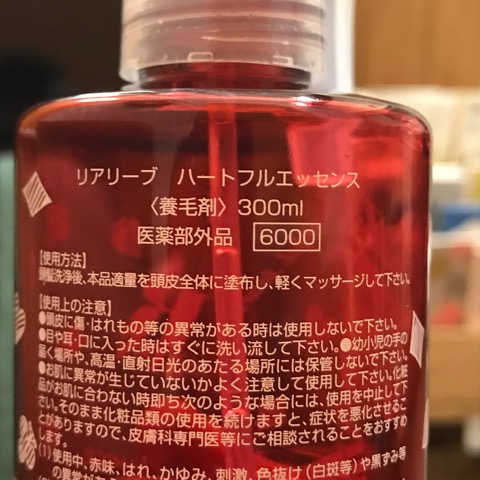 リアリーブ ハートフルエッセンス
〈養毛剤〉300ml
医薬部外品 6000
【使用方法】
頭髪洗浄後、本品適量を頭皮全体に塗布し、軽くマッサージして下さい。
【使用上の注意】
●頭皮に傷・はれもの等の異常がある時は使用しないで下さい。
●目や耳・口に入った時はすぐに洗い流して下さい。●幼小児の手の
届く場所や、高温・直射日光のあたる場所には保管しないで下さい。
●お肌に異常が生じていないかよく注意して使用して下さい。化粧
品がお肌に合わない時即ち次のような場合には、使用を中止して下
さい。そのまま化粧品類の使用を続けますと、症状を悪化させるこ
とがありますので、皮膚科専門医等にご相談されることをおすすめ
します。
(1)使用中、赤味、はれ、かゆみ、刺激、色抜け(白斑等)や黒ずみ等
の異常があ